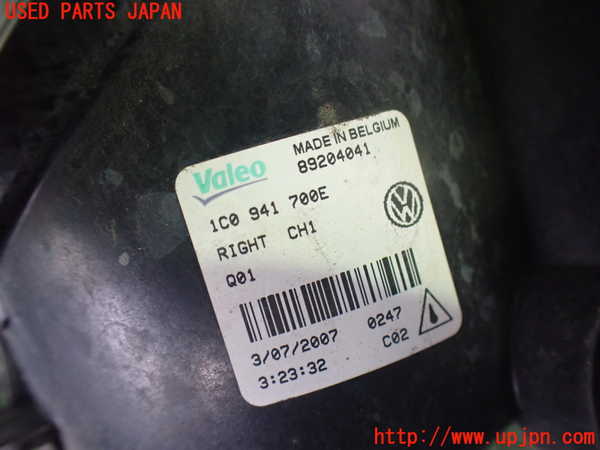 USED PARTS JAPAN
Valeo
MADE IN BELGIUM
89204041
1C0 941 700E
RIGHT CH1
Q01
3/07/2007 0247
3:23:32 C02
http://www.upjpn.com/